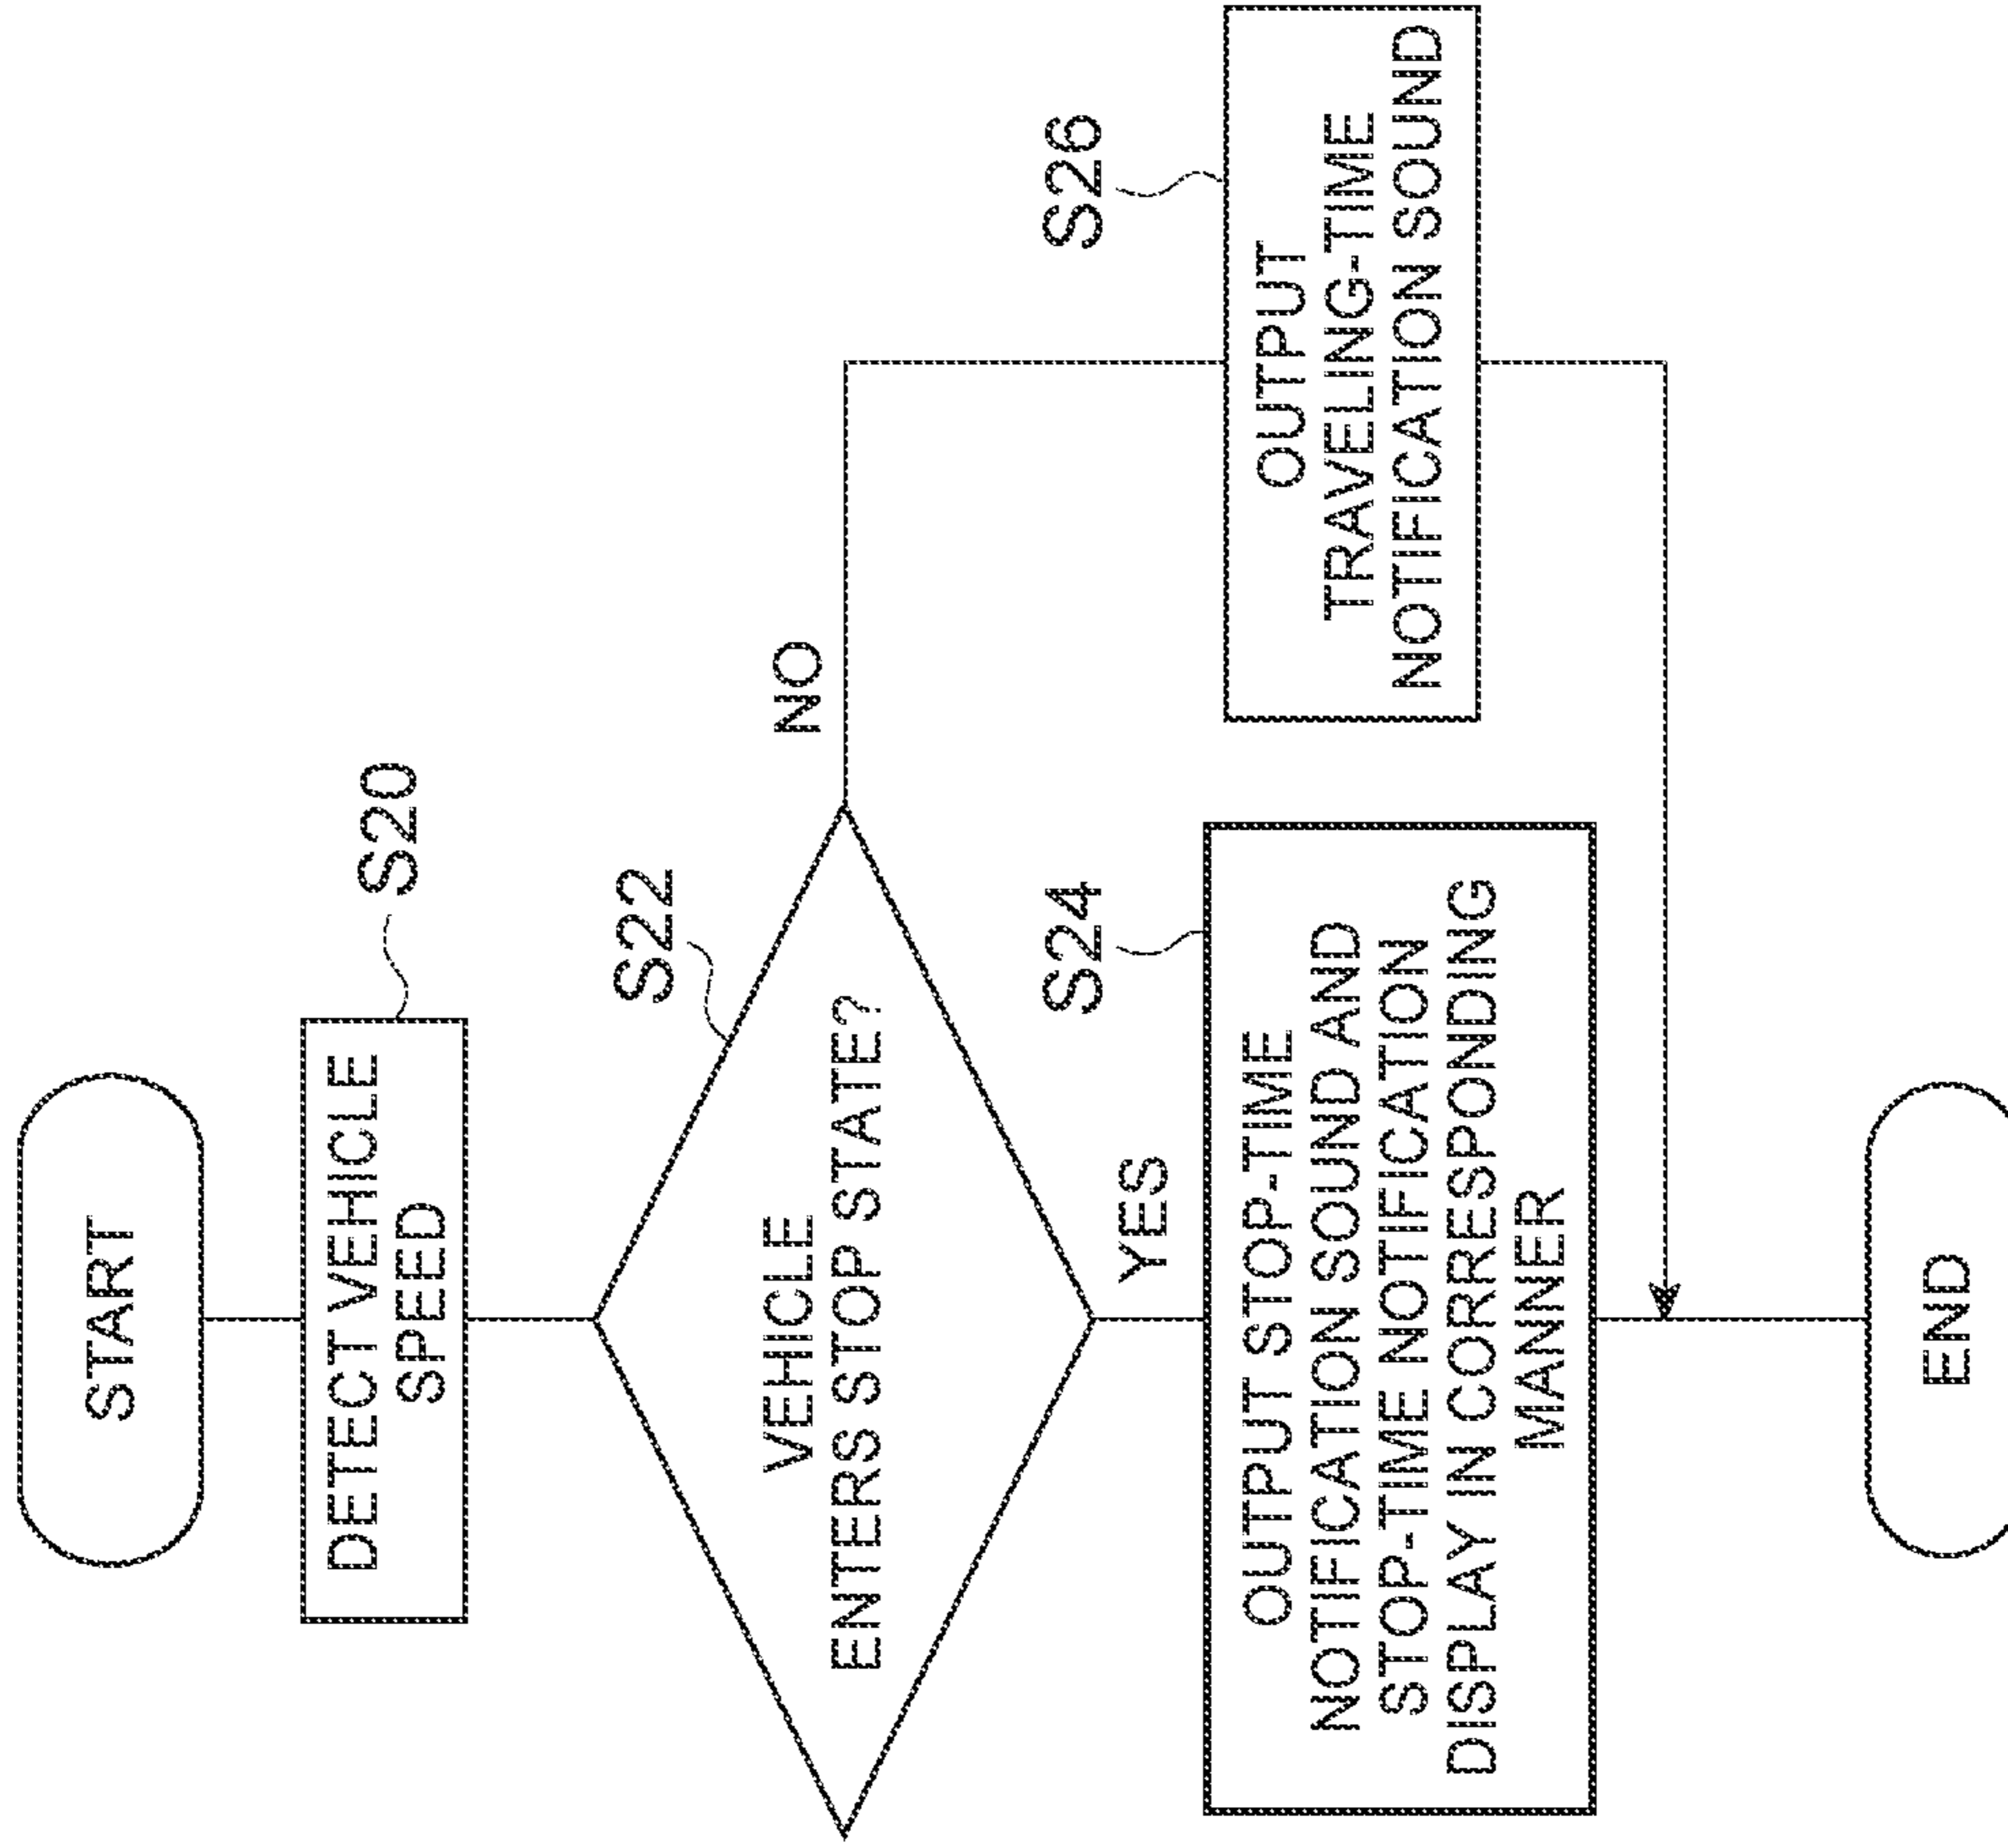 START
DETECT VEHICLE
SPEED
S20
VEHICLE
ENTERS STOP STATE?
S22
NO
YES
OUTPUT STOP-TIME
NOTIFICATION SOUND AND
STOP-TIME NOTIFICATION
DISPLAY IN CORRESPONDING
MANNER
S24
OUTPUT
TRAVELING-TIME
NOTIFICATION SOUND
S26
END